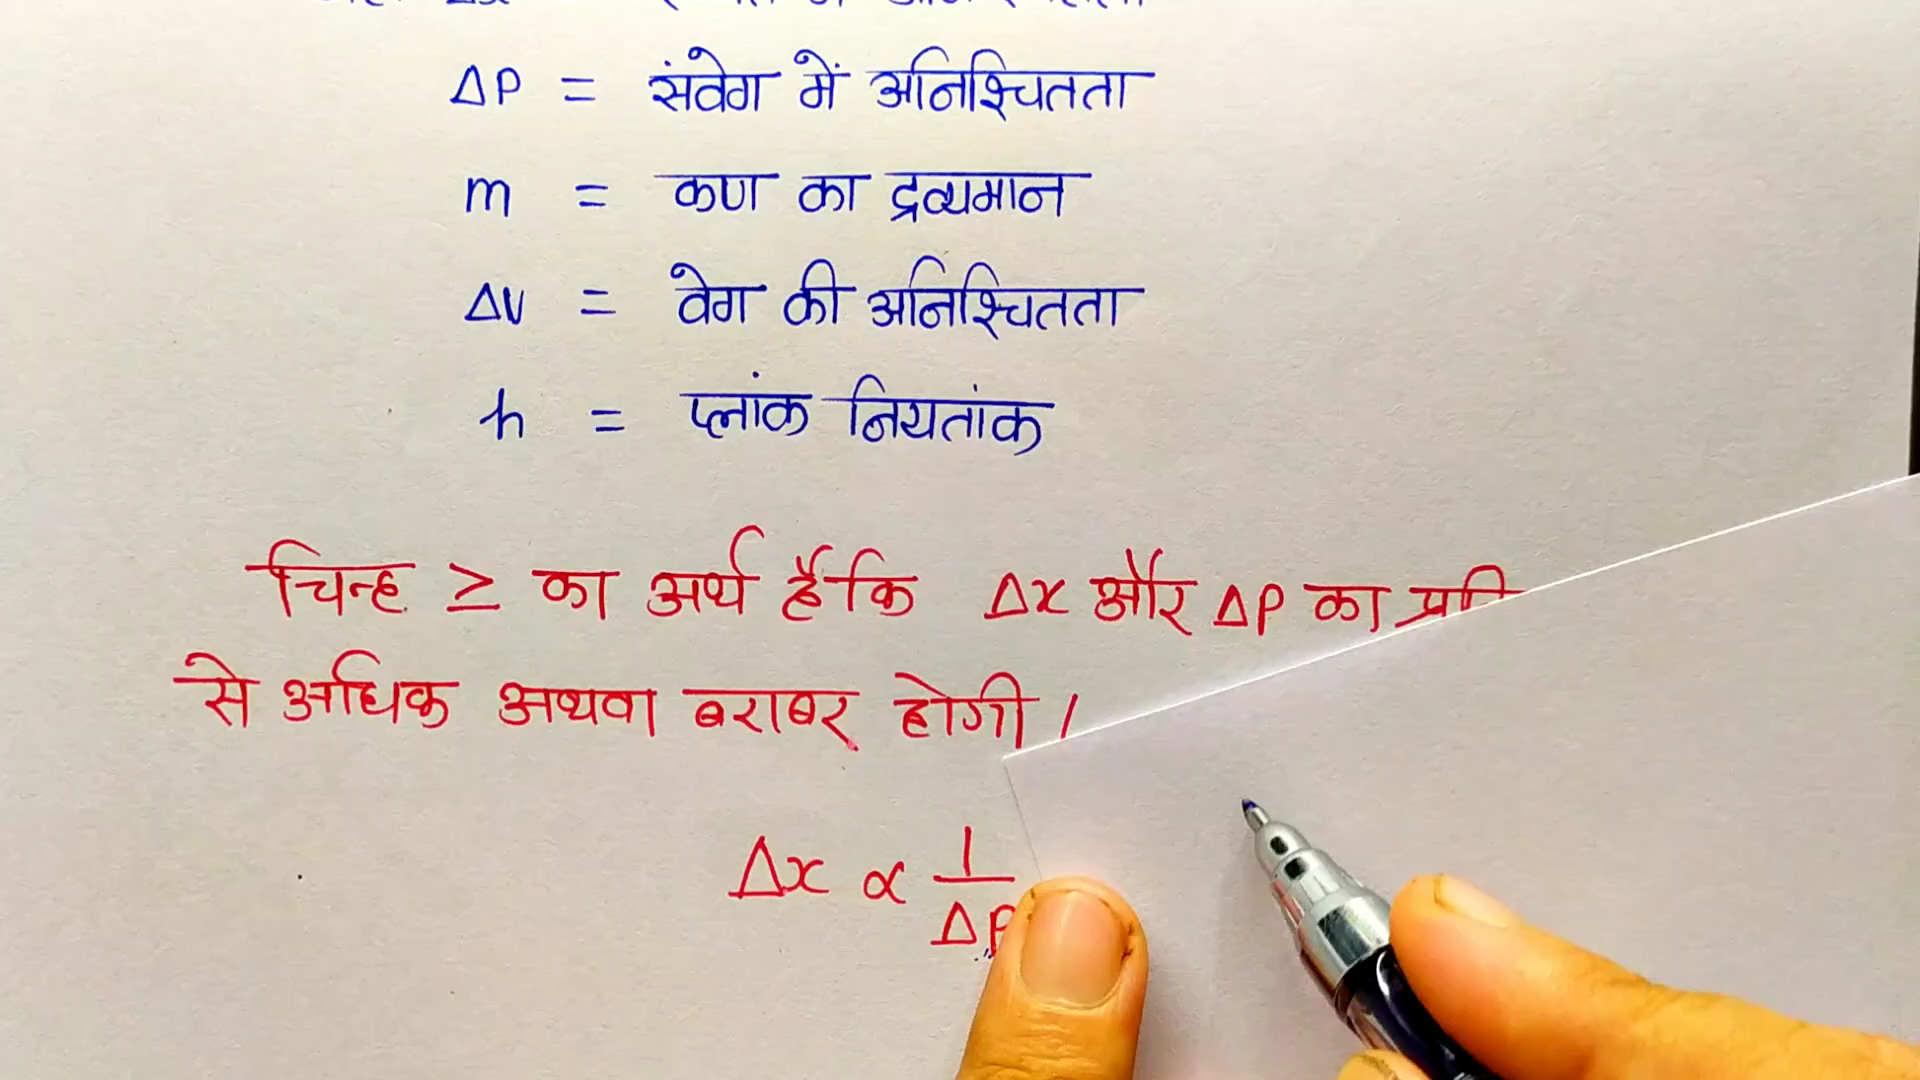 ΔP = संवेग में अनिश्चितता
m = कण का द्रव्यमान
ΔV = वेग की अनिश्चितता
h = प्लांक नियतांक
चिन्ह ≥ का अर्थ है कि Δx और ΔP का
से अधिक अथवा बराबर होगी।
Δx ∝ 1/ΔP